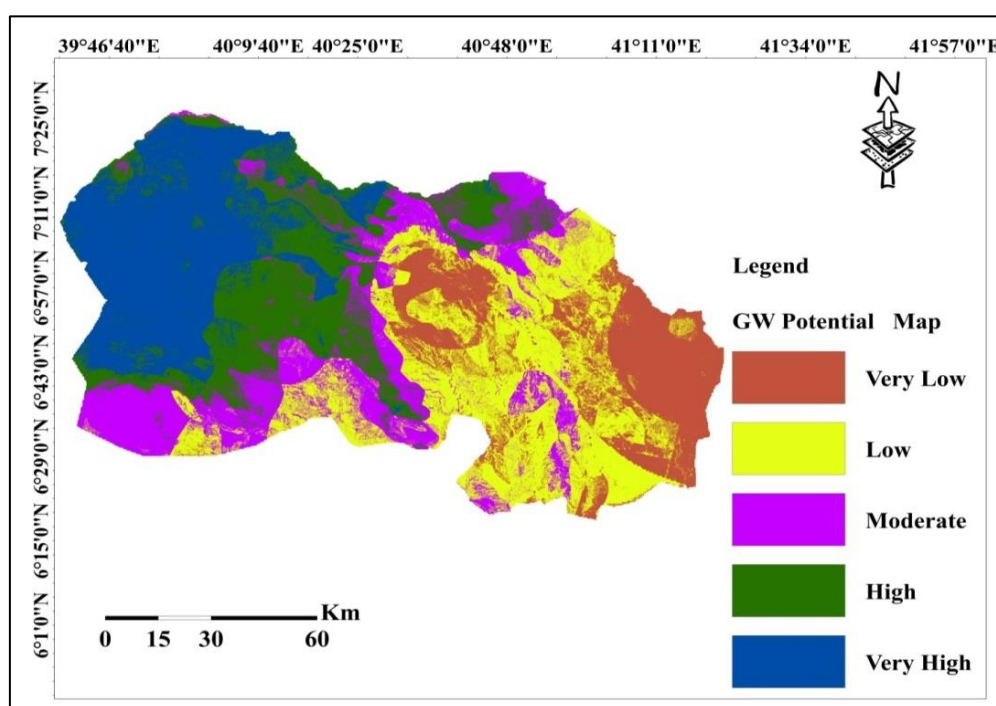 39°46'40"E 40°9'40"E 40°25'0"E 40°48'0"E 41°11'0"E 41°34'0"E 41°57'0"E
7°25'0"N
7°11'0"N
6°57'0"N
6°43'0"N
6°29'0"N
6°15'0"N
6°1'0"N
N
Legend
GW Potential Map
Very Low
Low
Moderate
High
Very High
Km
0 15 30 60